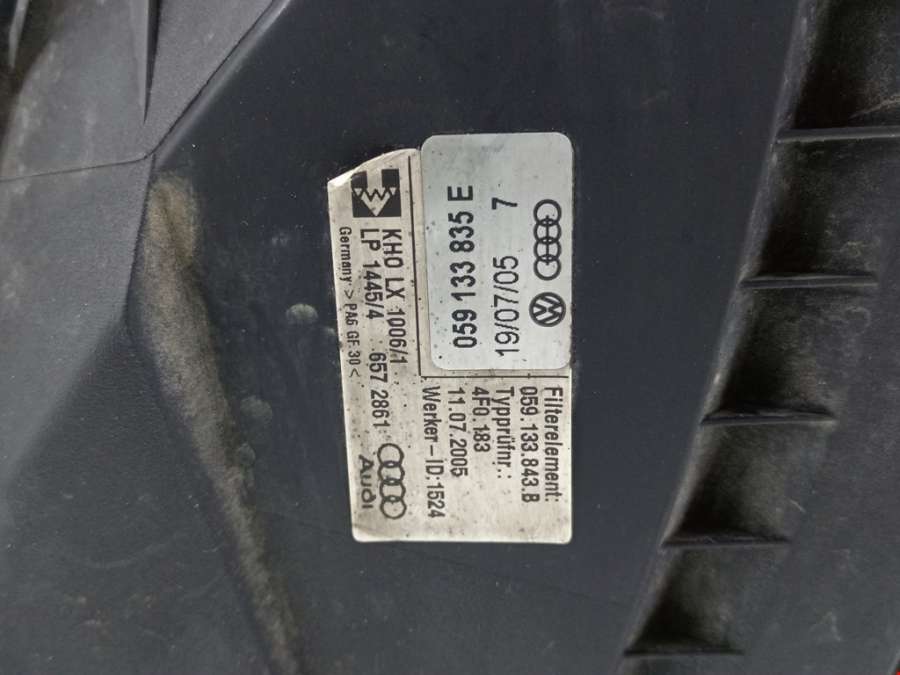 059 133 835 E
7
19/07/05
KHO LX 1006/1
LP 1445/4 657 2861
Germany > PA6 GF 30 <
Audi
Filterelement:
059.133.843.B
Typprüfnr.:
4F0.183
11.07.2005
Werker-ID:1524